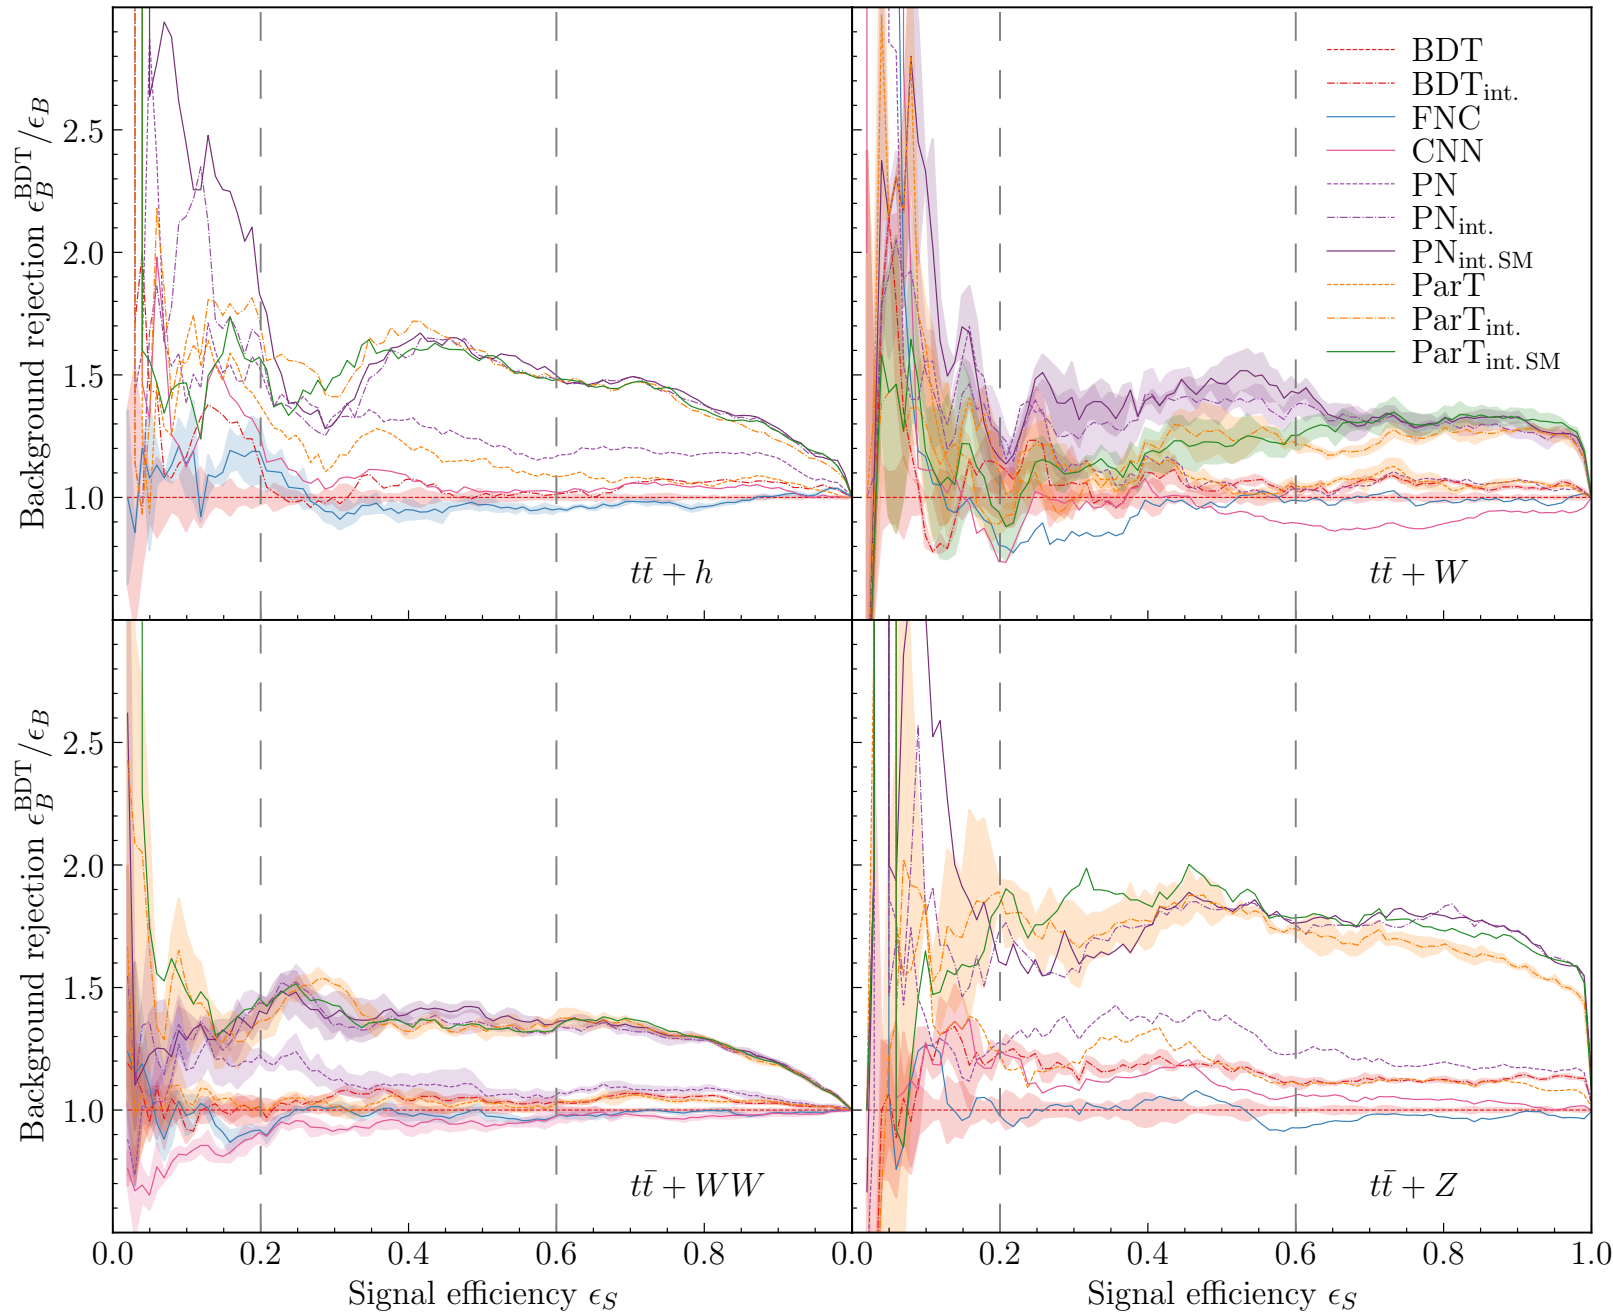 Background rejection ϵ_B^BDT/ϵ_B
2.5
2.0
1.5
1.0
tt̄ + h
BDT
BDT_int.
FNC
CNN
PN
PN_int.
PN_int. SM
ParT
ParT_int.
ParT_int. SM
tt̄ + W
Background rejection ϵ_B^BDT/ϵ_B
2.5
2.0
1.5
1.0
tt̄ + WW
tt̄ + Z
0.0 0.2 0.4 0.6 0.8 0.0 0.2 0.4 0.6 0.8 1.0
Signal efficiency ϵ_S Signal efficiency ϵ_S